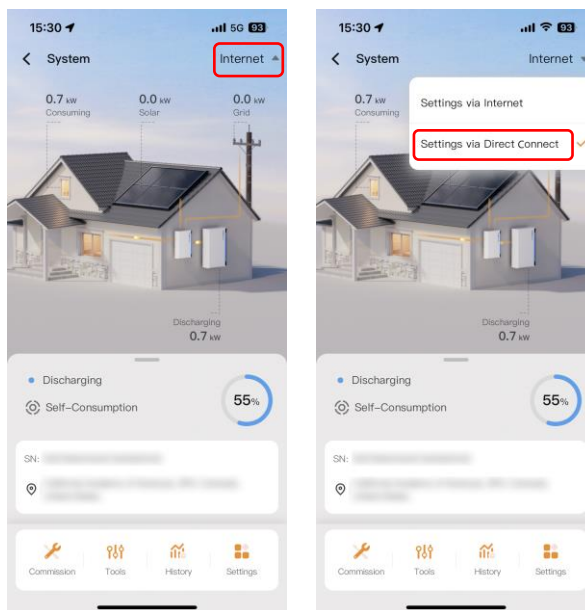 15:30
5G 93
System
Internet
0.7 kW
Consuming
0.0 kW
Solar
0.0 kW
Grid
Discharging
0.7 kW
Discharging
Self-Consumption
55%
SN:
Commission
Tools
History
Settings
15:30
93
System
Internet
0.7 kW
Consuming
Settings via Internet
Settings via Direct Connect
Discharging
0.7 kW
Discharging
Self-Consumption
55%
SN:
Commission
Tools
History
Settings